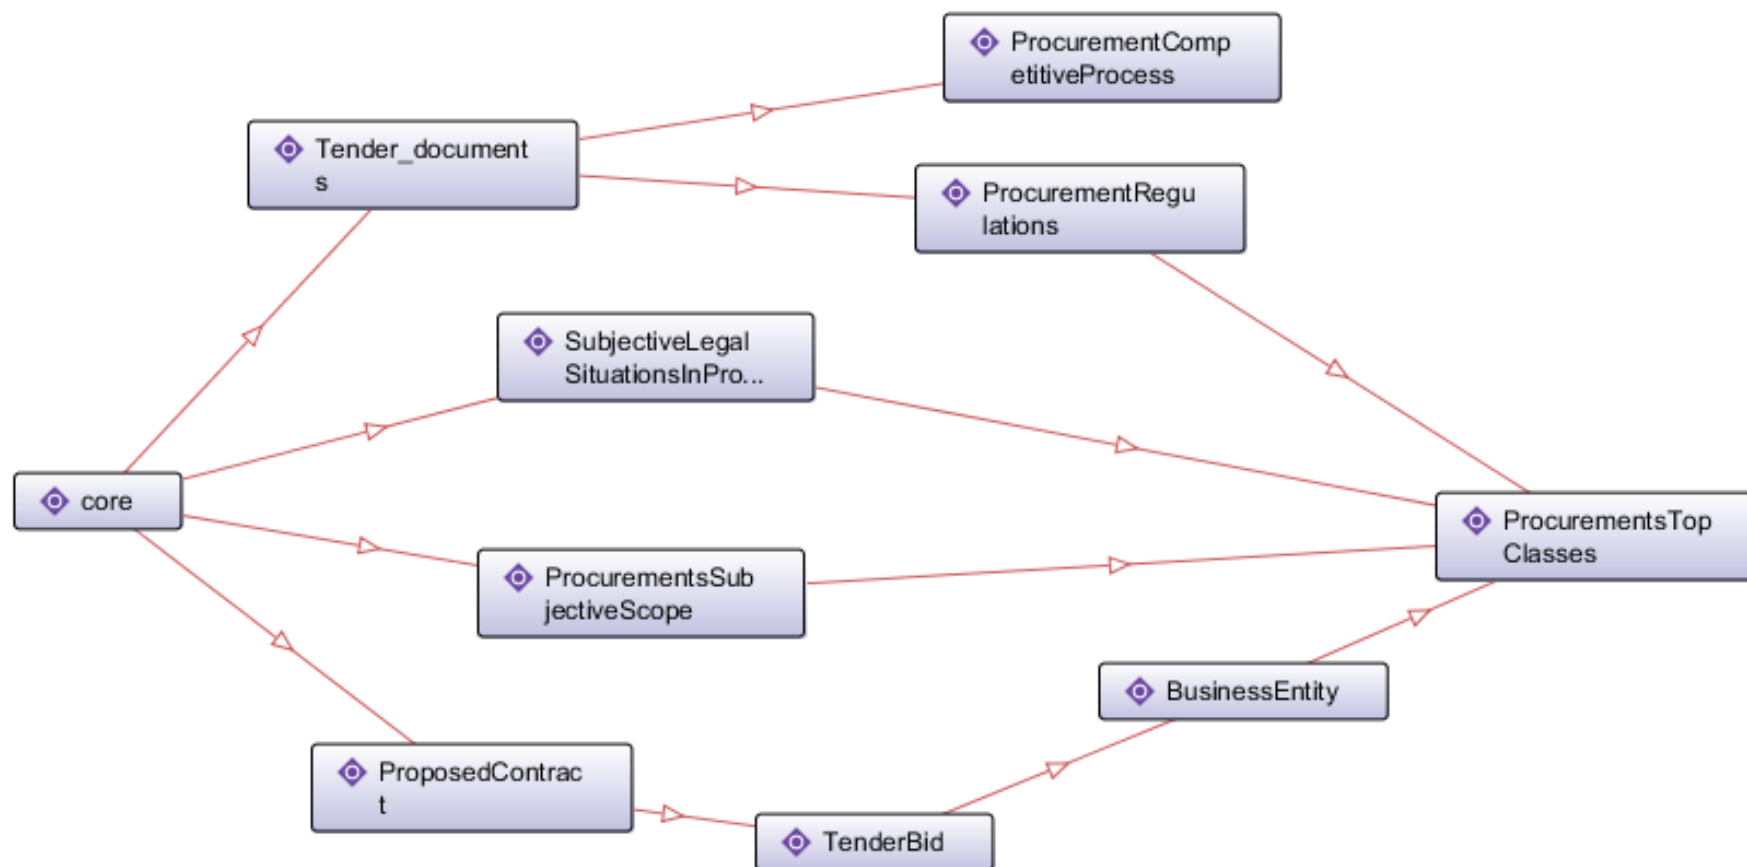 ProcurementComp
etitiveProcess
Tender_document
s
ProcurementRegu
lations
SubjectiveLegal
SituationsInPro...
core
ProcurementsTop
Classes
ProcurementsSub
jectiveScope
BusinessEntity
ProposedContrac
t
TenderBid